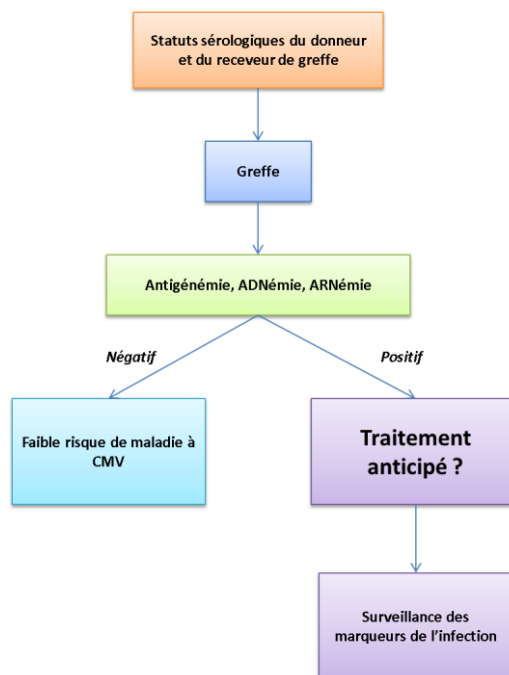 Statuts sérologiques du donneur
et du receveur de greffe
Greffe
Antigénémie, ADNémie, ARNémie
Négatif
Positif
Faible risque de maladie à
CMV
Traitement
anticipé ?
Surveillance des
marqueurs de l'infection